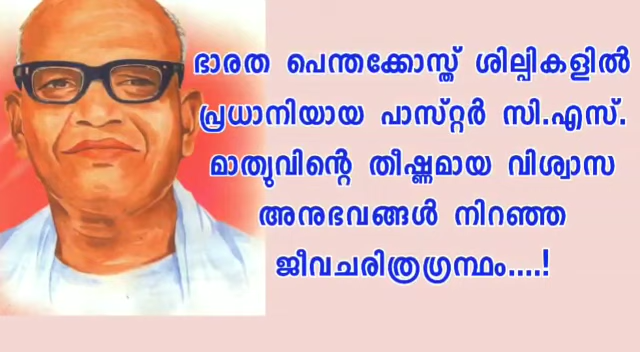 ഭാരത പെന്തക്കോസ്ത് ശില്പികളിൽ
പ്രധാനിയായ പാസ്റ്റർ സി.എസ്.
മാത്യുവിന്റെ തീഷ്ണമായ വിശ്വാസ
അനുഭവങ്ങൾ നിറഞ്ഞ
ജീവചരിത്രഗ്രന്ഥം....!